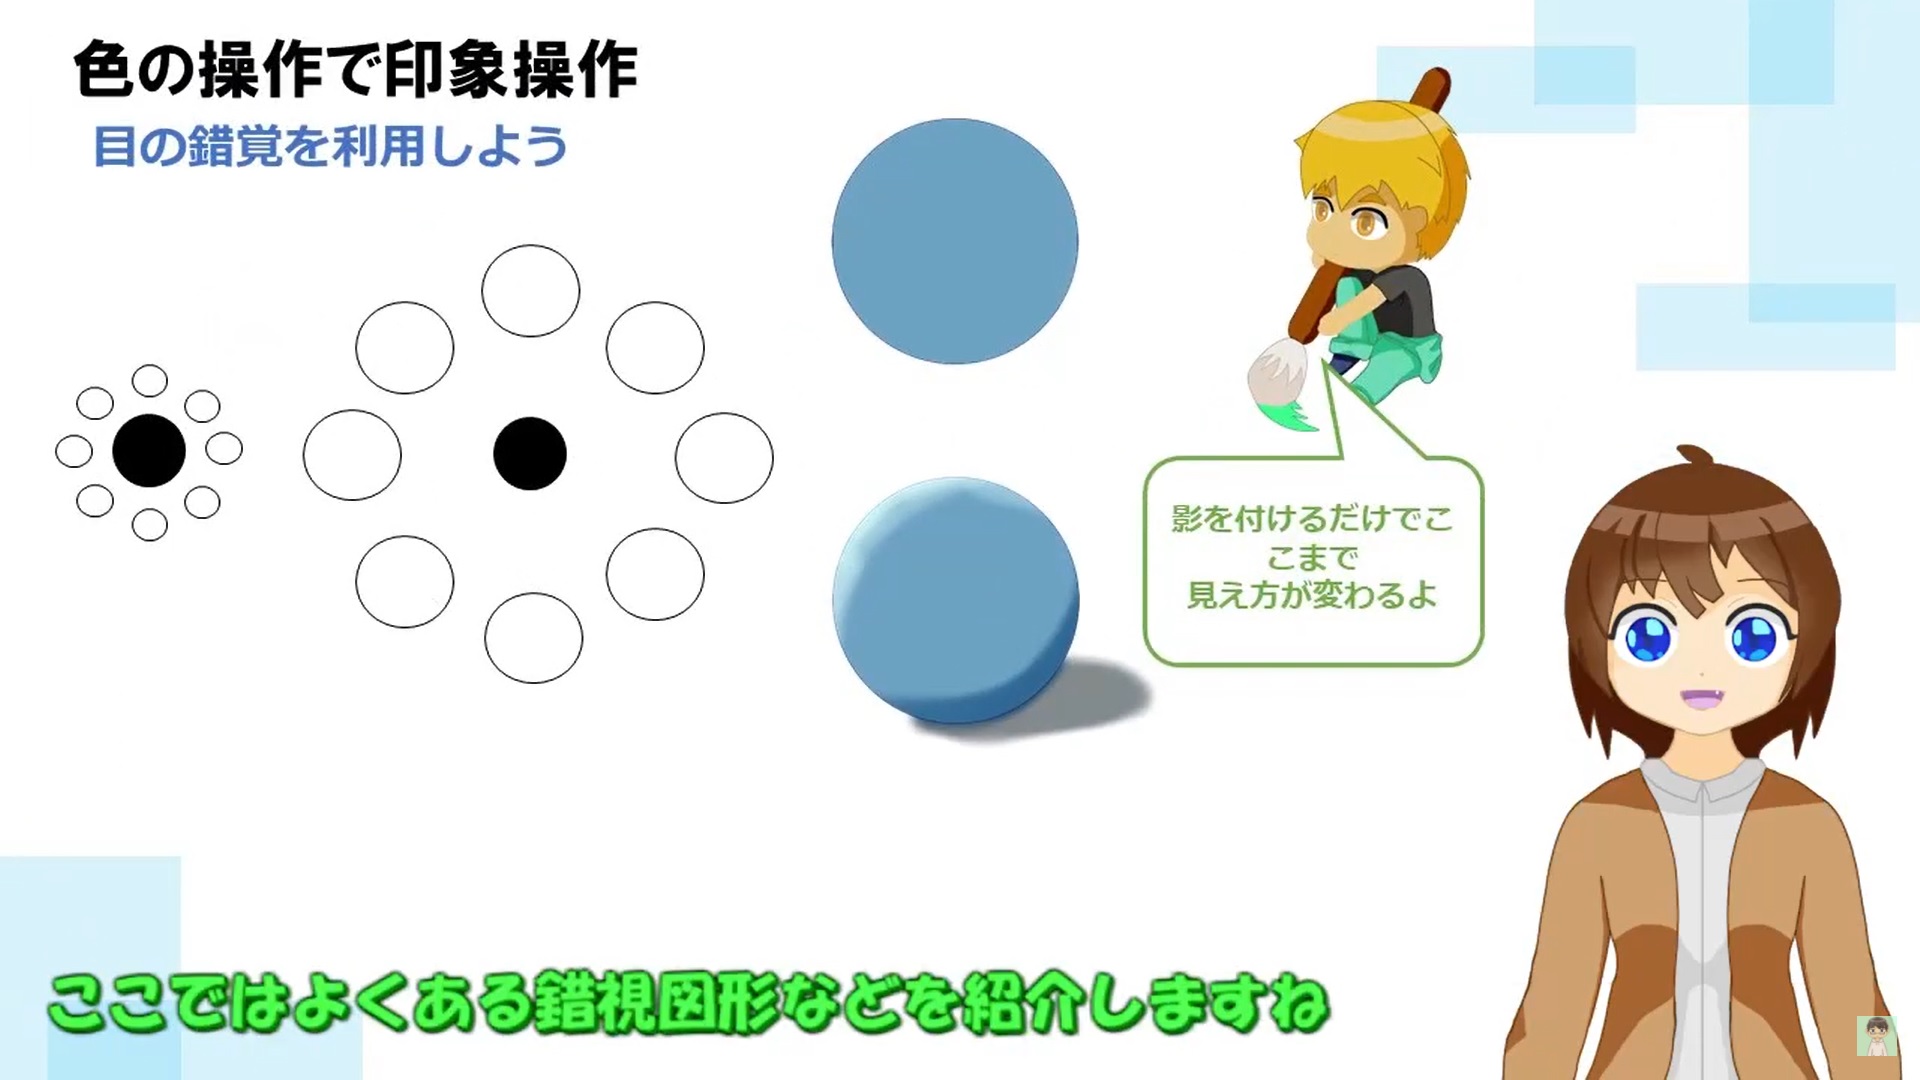 色の操作で印象操作
目の錯覚を利用しよう
影を付けるだけでこ
こまで
見え方が変わるよ
ここではよくある錯視図形などを紹介しますね